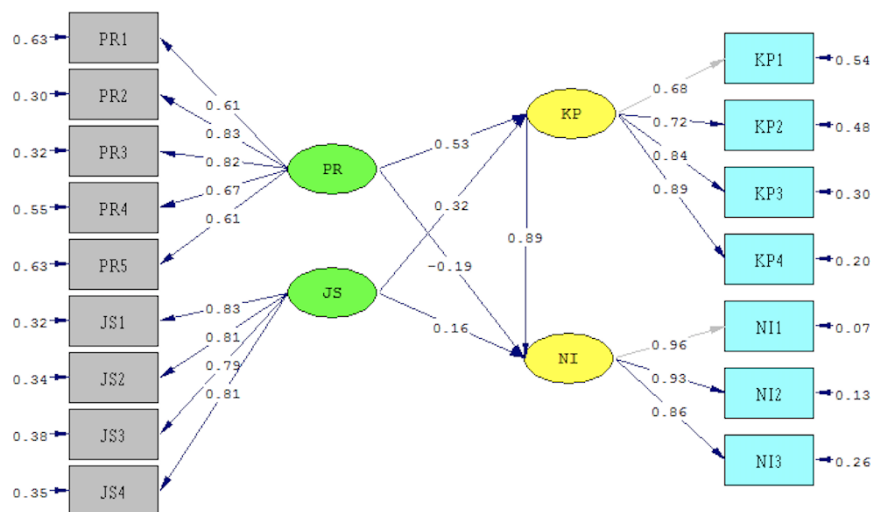 0.63 PR1
0.30 PR2
0.32 PR3
0.55 PR4
0.63 PR5
0.32 JS1
0.34 JS2
0.38 JS3
0.35 JS4
0.61
0.83
0.82
0.67
0.61
0.83
0.81
0.79
0.81
PR
JS
0.53
0.32
0.89
-0.19
0.16
KP
NI
0.68
0.72
0.84
0.89
0.96
0.93
0.86
KP1 0.54
KP2 0.48
KP3 0.30
KP4 0.20
NI1 0.07
NI2 0.13
NI3 0.26